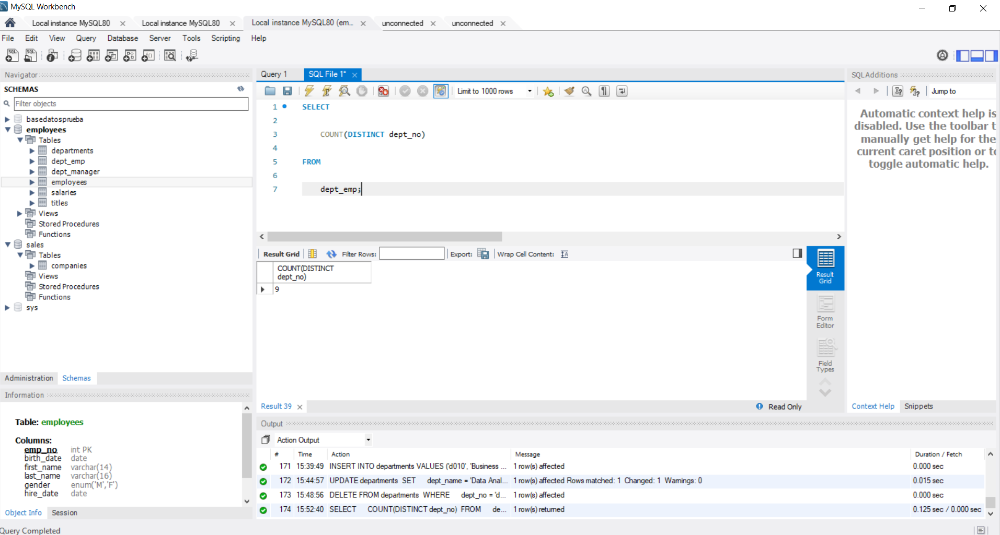 MySQL Workbench
Local instance MySQL80
Local instance MySQL80
Local instance MySQL80 (em...
unconnected
unconnected
File Edit View Query Database Server Tools Scripting Help
Navigator
SCHEMAS
Filter objects
basedatosprueba
employees
Tables
departments
dept_emp
dept_manager
employees
salaries
titles
Views
Stored Procedures
Functions
sales
Tables
companies
Views
Stored Procedures
Functions
sys
Administration Schemas
Information
Table: employees
Columns:
emp_no int PK
birth_date date
first_name varchar(14)
last_name varchar(16)
gender enum('M','F')
hire_date date
Object Info Session
Query 1 SQL File 1*
Limit to 1000 rows
1 SELECT
2
3 COUNT(DISTINCT dept_no)
4
5 FROM
6
7 dept_emp;
Result Grid Filter Rows: Export: Wrap Cell Content:
COUNT(DISTINCT
dept_no)
9
Result
Grid
Form
Editor
Field
Types
Result 39
Read Only
SQLAdditions
Jump to
Automatic context help is
disabled. Use the toolbar t
manually get help for the
current caret position or to
toggle automatic help.
Context Help Snippets
Output
Action Output
# Time Action Message Duration / Fetch
171 15:39:49 INSERT INTO departments VALUES ('d010', 'Business ... 1 row(s) affected 0.000 sec
172 15:44:57 UPDATE departments SET dept_name = 'Data Anal... 1 row(s) affected Rows matched: 1 Changed: 1 Warnings: 0 0.015 sec
173 15:48:56 DELETE FROM departments WHERE dept_no = 'd... 1 row(s) affected 0.000 sec
174 15:52:40 SELECT COUNT(DISTINCT dept_no) FROM de... 1 row(s) returned 0.125 sec / 0.000 sec
Query Completed